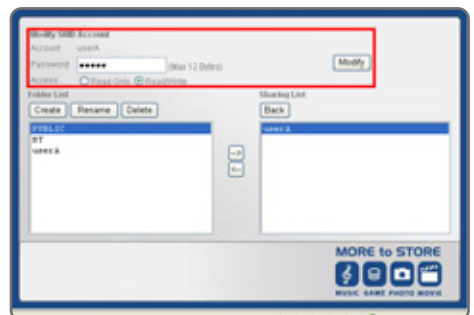 Modify SMB Account
Account userA
Password ***** (Max 12 Bytes)
Modify
Access Read Only Read/Write
Folder List
Sharing List
Create Rename Delete
Back
PUBLIC
BT
userA
userA
-->
<--
MORE to STORE
MUSIC GAME PHOTO MOVIE